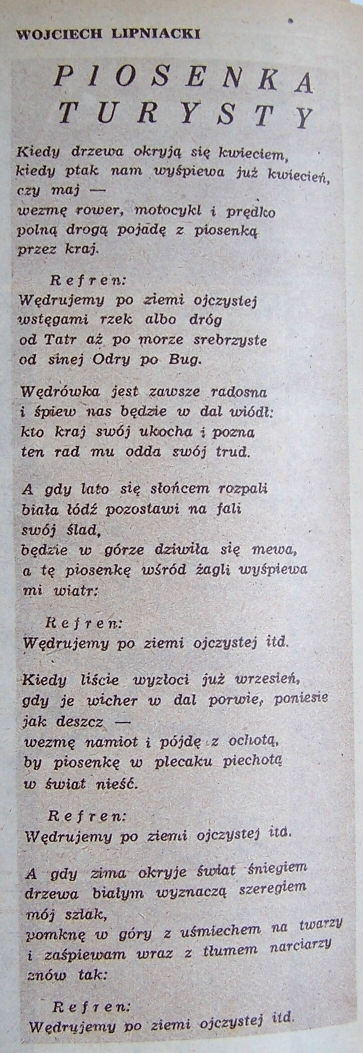 WOJCIECH LIPNIACKI
PIOSENKA
TURYSTY
Kiedy drzewa okryją się kwieciem,
kiedy ptak nam wyśpiewa już kwiecień,
czy maj —
wezmę rower, motocykl i prędko
polną drogą pojadę z piosenką
przez kraj.
Refren:
Wędrujemy po ziemi ojczystej
wstęgami rzek albo dróg
od Tatr aż po morze srebrzyste
od sinej Odry po Bug.
Wędrówka jest zawsze radosna
i śpiew nas będzie w dal wiódł:
kto kraj swój ukocha i pozna
ten rad mu odda swój trud.
A gdy lato się słońcem rozpali
biała łódź pozostawi na fali
swój ślad,
będzie w górze dziwiła się mewa,
a tę piosenkę wśród żagli wyśpiewa
mi wiatr:
Refren:
Wędrujemy po ziemi ojczystej itd.
Kiedy liście wyzłoci już wrzesień,
gdy je wicher w dal porwie, poniesie
jak deszcz —
wezmę namiot i pójdę z ochotą,
by piosenkę w plecaku piechotą
w świat nieść.
Refren:
Wędrujemy po ziemi ojczystej itd.
A gdy zima okryje świat śniegiem
drzewa białym wyznaczą szeregiem
mój szlak,
pomknę w góry z uśmiechem na twarzy
i zaśpiewam wraz z tłumem narciarzy
znów tak:
Refren:
Wędrujemy po ziemi ojczystej itd.